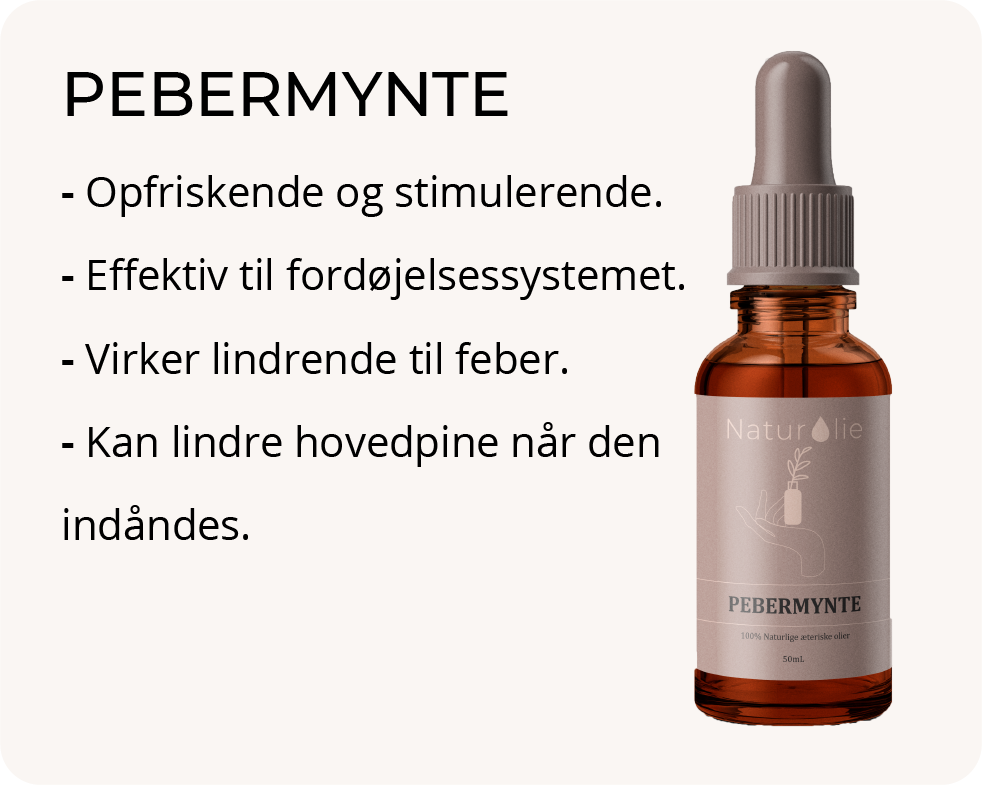 PEBERMYNTE
- Opfriskende og stimulerende.
- Effektiv til fordøjelsessystemet.
- Virker lindrende til feber.
- Kan lindre hovedpine når den
indåndes.
Natur lie
PEBERMYNTE
100% Naturlige æteriske olier
50mL